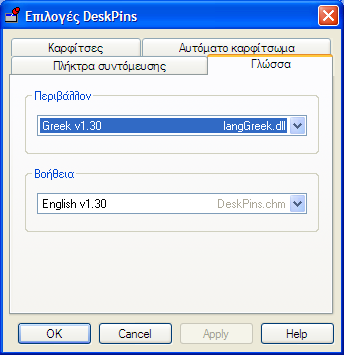 Επιλογές DeskPins
Καρφίτσες Αυτόματο καρφίτσωμα
Πλήκτρα συντόμευσης Γλώσσα
Περιβάλλον
Greek v1.30 langGreek.dll
Βοήθεια
English v1.30 DeskPins.chm
OK Cancel Apply Help